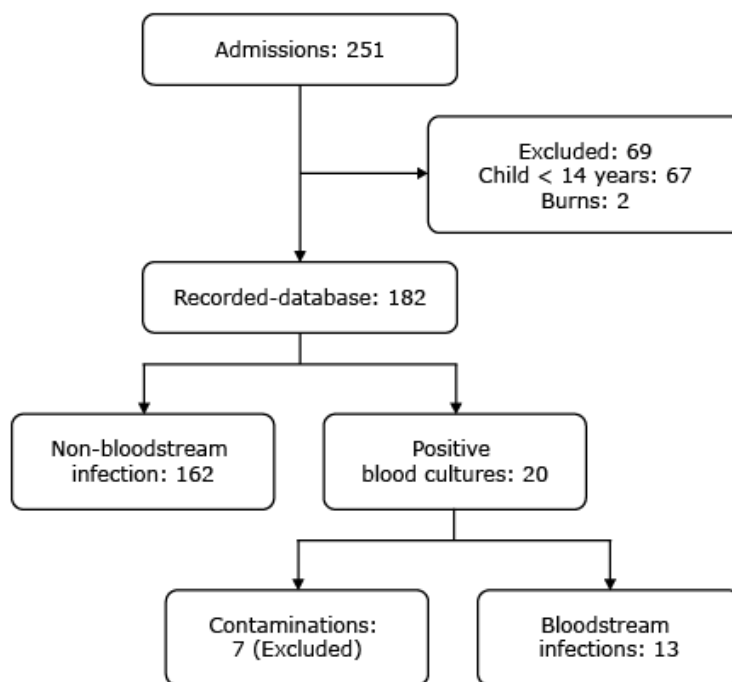 Admissions: 251
Excluded: 69
Child < 14 years: 67
Burns: 2
Recorded-database: 182
Non-bloodstream
infection: 162
Positive
blood cultures: 20
Contaminations:
7 (Excluded)
Bloodstream
infections: 13